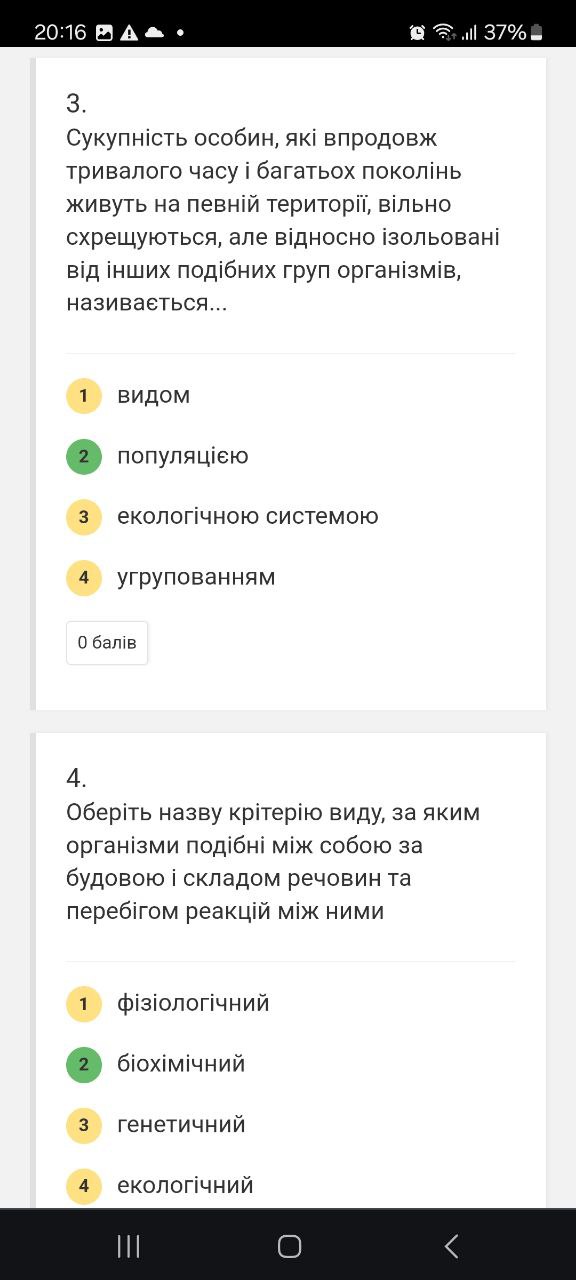 20:16
37%
3.
Сукупність особин, які впродовж
тривалого часу і багатьох поколінь
живуть на певній території, вільно
схрещуються, але відносно ізольовані
від інших подібних груп організмів,
називається...
1 видом
2 популяцією
3 екологічною системою
4 угрупованням
0 балів
4.
Оберіть назву крітерію виду, за яким
організми подібні між собою за
будовою і складом речовин та
перебігом реакцій між ними
1 фізіологічний
2 біохімічний
3 генетичний
4 екологічний